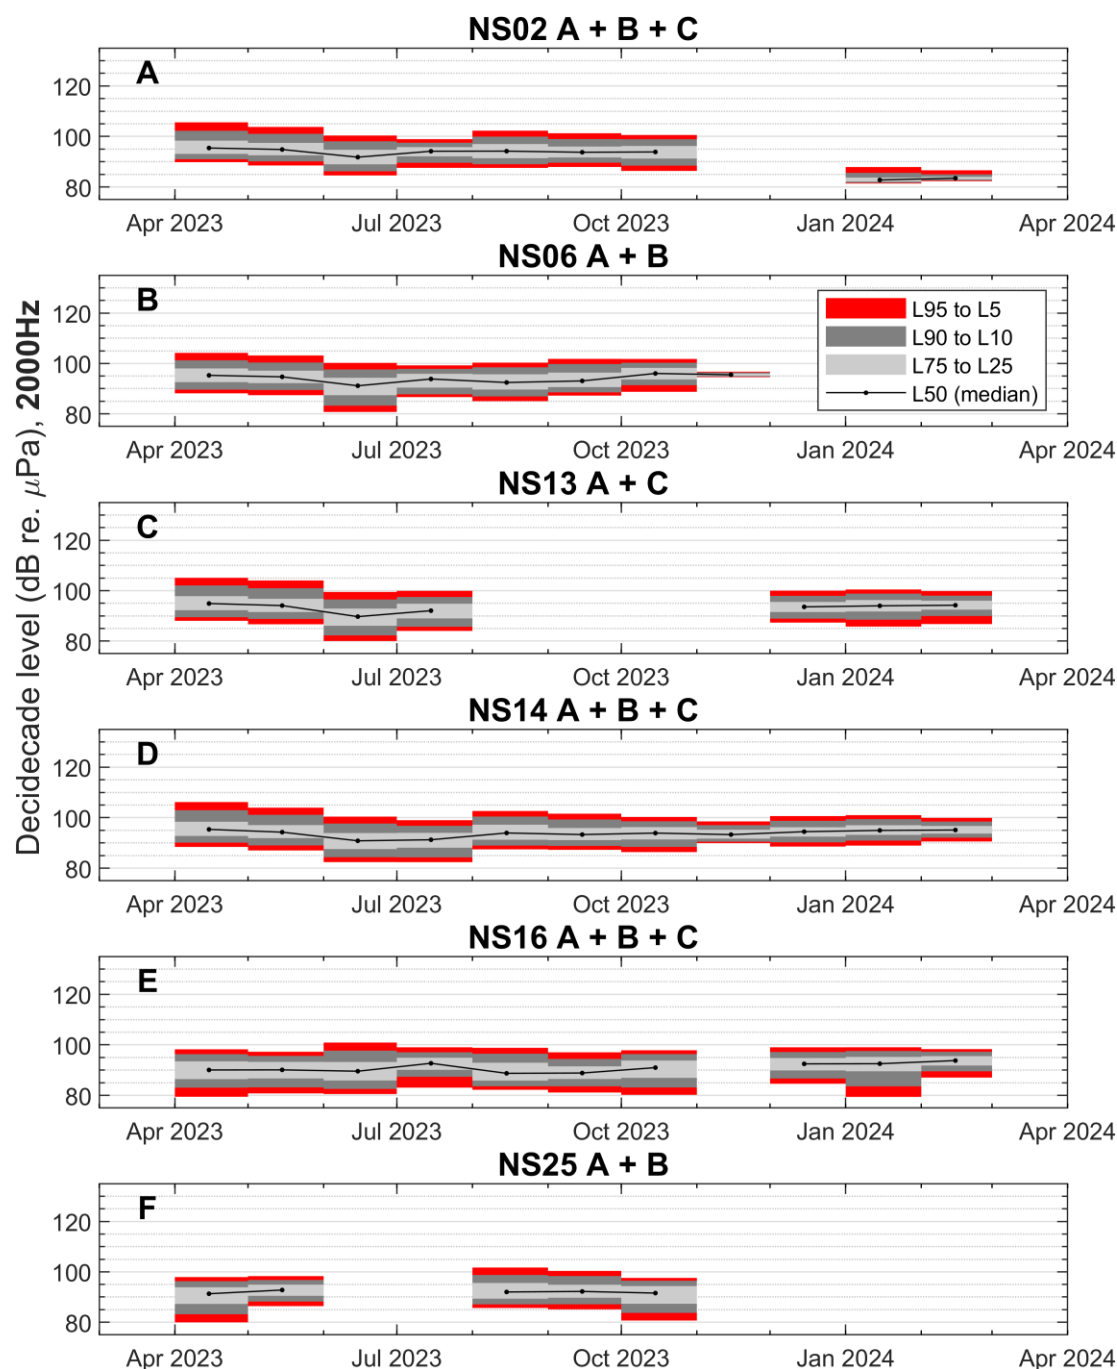 NS02 A + B + C
A
120
100
80
Apr 2023 Jul 2023 Oct 2023 Jan 2024 Apr 2024
NS06 A + B
B
120
100
80
L95 to L5
L90 to L10
L75 to L25
L50 (median)
Apr 2023 Jul 2023 Oct 2023 Jan 2024 Apr 2024
Decidecade level (dB re. μPa), 2000Hz
NS13 A + C
C
120
100
80
Apr 2023 Jul 2023 Oct 2023 Jan 2024 Apr 2024
NS14 A + B + C
D
120
100
80
Apr 2023 Jul 2023 Oct 2023 Jan 2024 Apr 2024
NS16 A + B + C
E
120
100
80
Apr 2023 Jul 2023 Oct 2023 Jan 2024 Apr 2024
NS25 A + B
F
120
100
80
Apr 2023 Jul 2023 Oct 2023 Jan 2024 Apr 2024